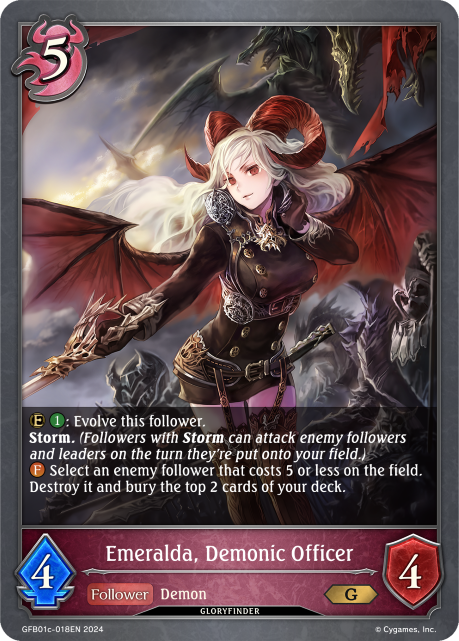 5
E 1: Evolve this follower.
Storm. (Followers with Storm can attack enemy followers
and leaders on the turn they're put onto your field.)
F Select an enemy follower that costs 5 or less on the field.
Destroy it and bury the top 2 cards of your deck.
Emeralda, Demonic Officer
4
Follower Demon
G
4
GLORYFINDER
GFB01c-018EN 2024
© Cygames, Inc.